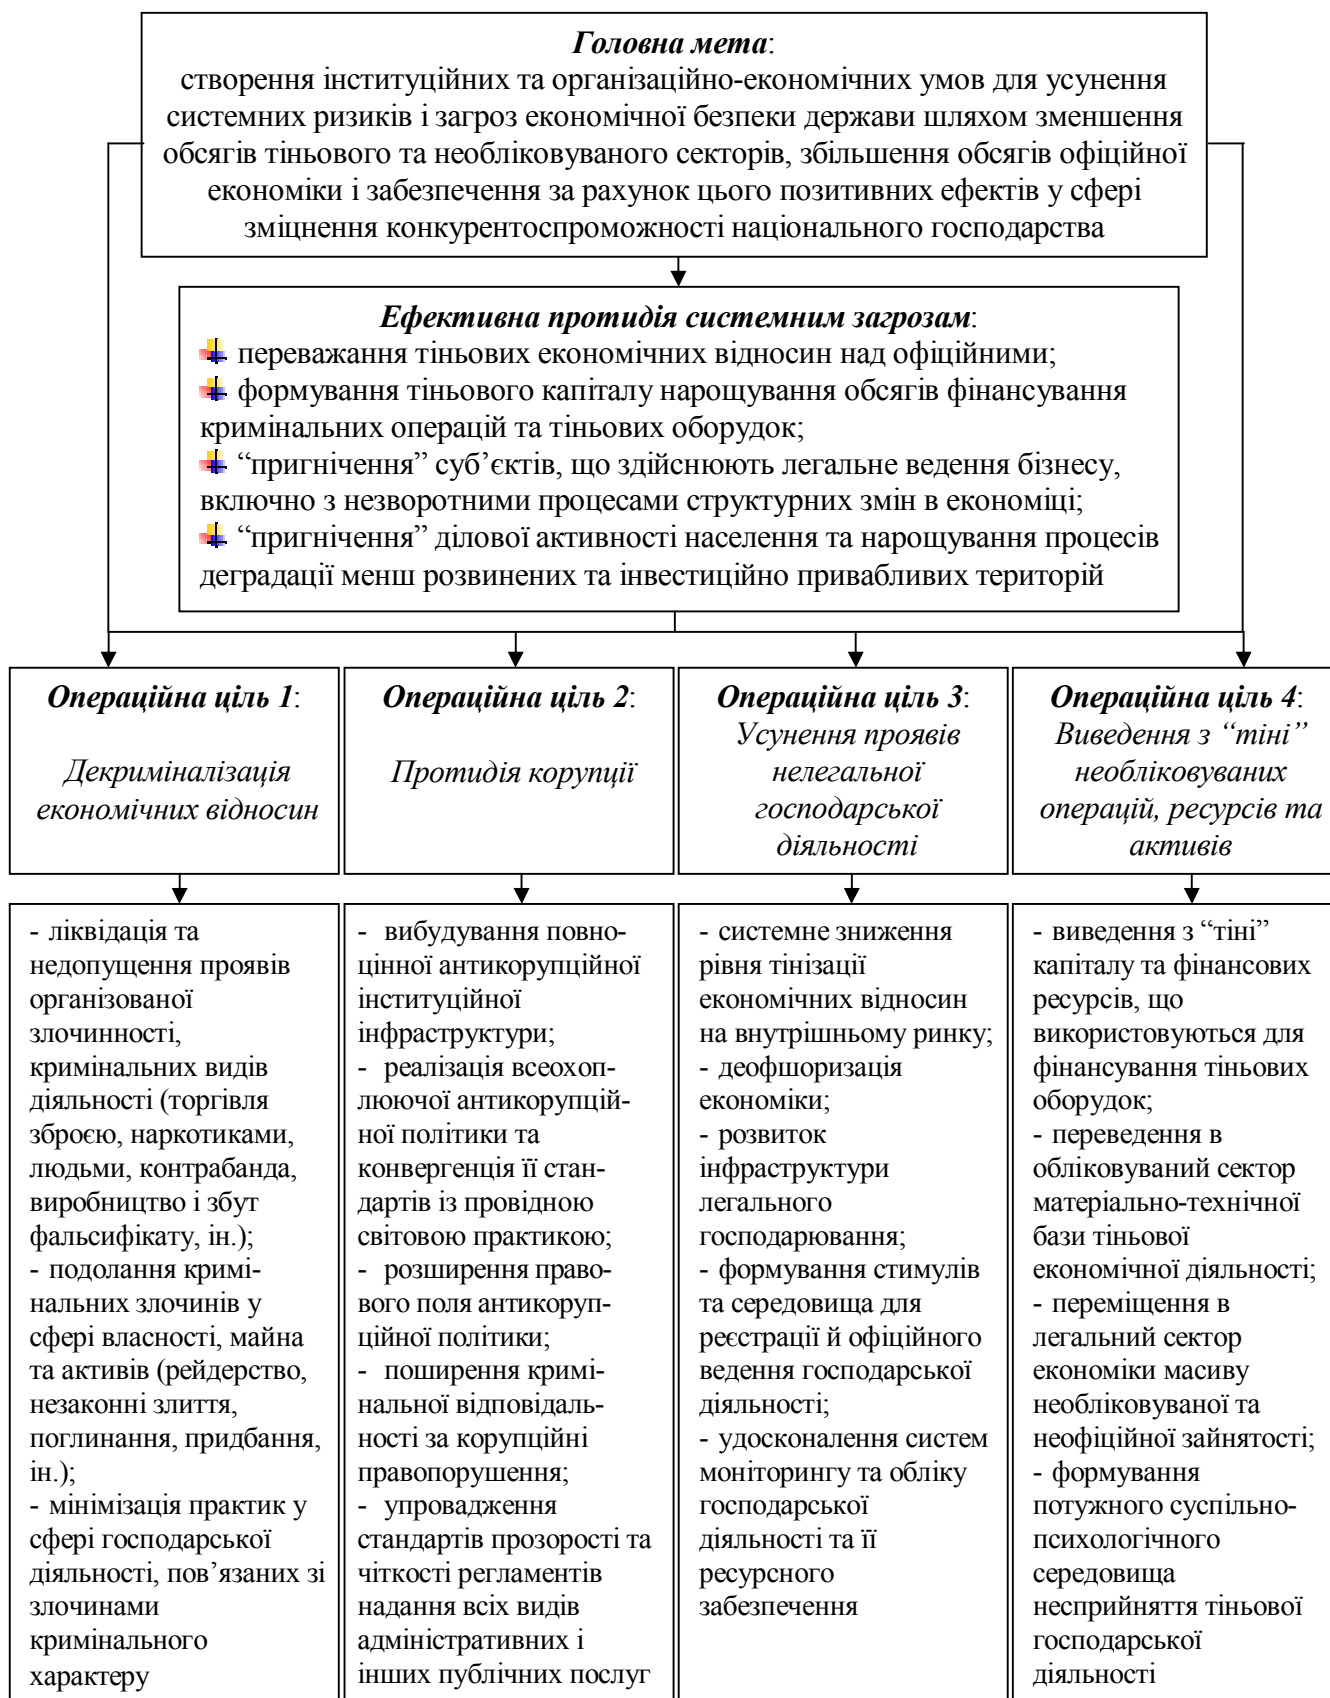 Головна мета:
створення інституційних та організаційно-економічних умов для усунення
системних ризиків і загроз економічної безпеки держави шляхом зменшення
обсягів тіньового та необліковуваного секторів, збільшення обсягів офіційної
економіки і забезпечення за рахунок цього позитивних ефектів у сфері
зміцнення конкурентоспроможності національного господарства
Ефективна протидія системним загрозам:
переважання тіньових економічних відносин над офіційними;
формування тіньового капіталу нарощування обсягів фінансування
кримінальних операцій та тіньових оборудок;
“пригнічення” суб’єктів, що здійснюють легальне ведення бізнесу,
включно з незворотними процесами структурних змін в економіці;
“пригнічення” ділової активності населення та нарощування процесів
деградації менш розвинених та інвестиційно привабливих територій
Операційна ціль 1:
Декриміналізація
економічних відносин
Операційна ціль 2:
Протидія корупції
Операційна ціль 3:
Усунення проявів
нелегальної
господарської
діяльності
Операційна ціль 4:
Виведення з “тіні”
необліковуваних
операцій, ресурсів та
активів
- ліквідація та
недопущення проявів
організованої
злочинності,
кримінальних видів
діяльності (торгівля
зброєю, наркотиками,
людьми, контрабанда,
виробництво і збут
фальсифікату, ін.);
- подолання кримі-
нальних злочинів у
сфері власності, майна
та активів (рейдерство,
незаконні злиття,
поглинання, придбання,
ін.);
- мінімізація практик у
сфері господарської
діяльності, пов’язаних зі
злочинами
кримінального
характеру
- вибудування повно-
цінної антикорупційної
інституційної
інфраструктури;
- реалізація всеохоп-
люючої антикорупцій-
ної політики та
конвергенція її стан-
дартів із провідною
світовою практикою;
- розширення право-
вого поля антикоруп-
ційної політики;
- поширення кримі-
нальної відповідаль-
ності за корупційні
правопорушення;
- упровадження
стандартів прозорості та
чіткості регламентів
надання всіх видів
адміністративних і
інших публічних послуг
- системне зниження
рівня тінізації
економічних відносин
на внутрішньому ринку;
- деофшоризація
економіки;
- розвиток
інфраструктури
легального
господарювання;
- формування стимулів
та середовища для
реєстрації й офіційного
ведення господарської
діяльності;
- удосконалення систем
моніторингу та обліку
господарської
діяльності та її
ресурсного
забезпечення
- виведення з “тіні”
капіталу та фінансових
ресурсів, що
використовуються для
фінансування тіньових
оборудок;
- переведення в
обліковуваний сектор
матеріально-технічної
бази тіньової
економічної діяльності;
- переміщення в
легальний сектор
економіки масиву
необліковуваної та
неофіційної зайнятості;
- формування
потужного суспільно-
психологічного
середовища
несприйняття тіньової
господарської
діяльності